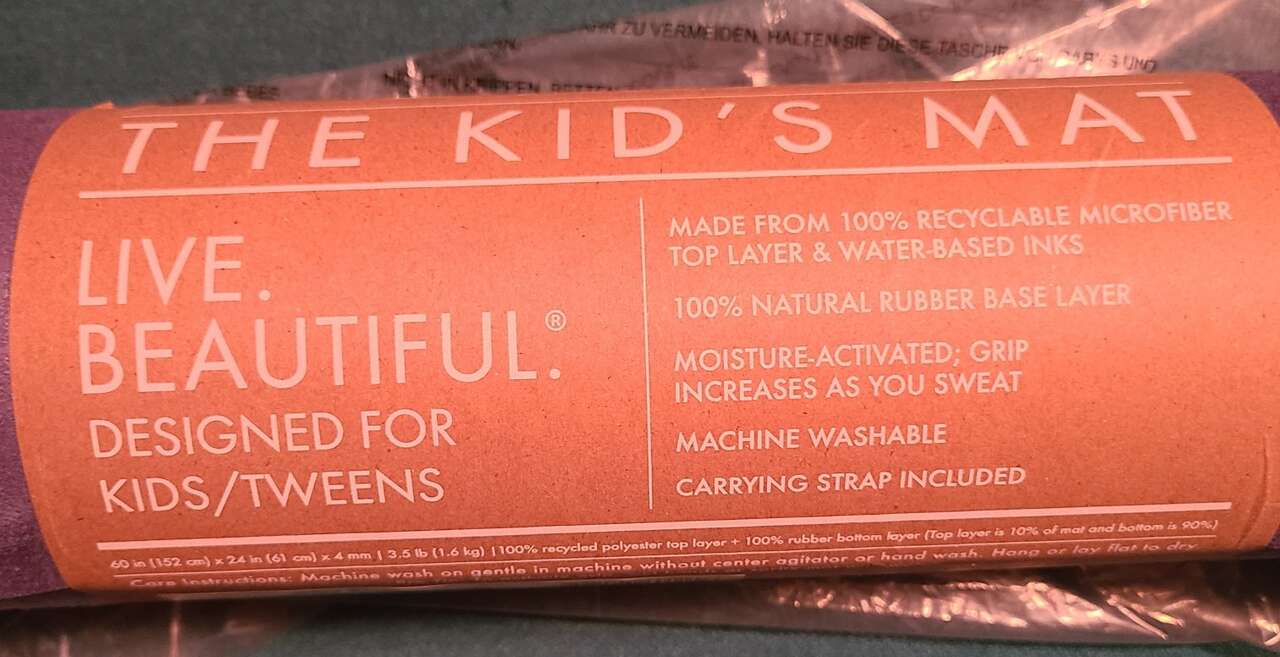 ZU VERMEIDEN, HALTEN SIE DIESE TASCHE
THE KID'S MAT
LIVE.
BEAUTIFUL.®
DESIGNED FOR
KIDS/TWEENS
MADE FROM 100% RECYCLABLE MICROFIBER
TOP LAYER & WATER-BASED INKS
100% NATURAL RUBBER BASE LAYER
MOISTURE-ACTIVATED; GRIP
INCREASES AS YOU SWEAT
MACHINE WASHABLE
CARRYING STRAP INCLUDED
60 in (152 cm) x 24 in (61 cm) x 4 mm | 3.5 lb (1.6 kg) | 100% recycled polyester top layer + 100% rubber bottom layer (Top layer is 10% of mat and bottom is 90%)
Care Instructions: Machine wash on gentle in machine without center agitator or hand wash. Hang or lay flat to dry